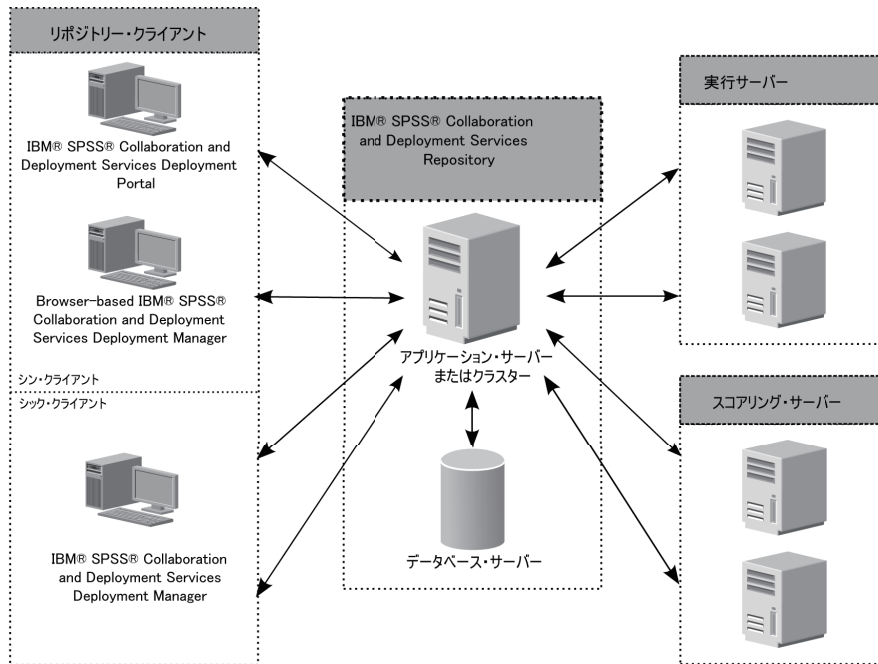 リポジトリー・クライアント
IBM® SPSS® Collaboration and
Deployment Services Deployment
Portal
Browser-based IBM® SPSS®
Collaboration and Deployment
Services Deployment Manager
シン・クライアント
シック・クライアント
IBM® SPSS® Collaboration
and Deployment Services
Deployment Manager
IBM® SPSS® Collaboration
and Deployment Services
Repository
アプリケーション・サーバー
またはクラスター
データベース・サーバー
実行サーバー
スコアリング・サーバー